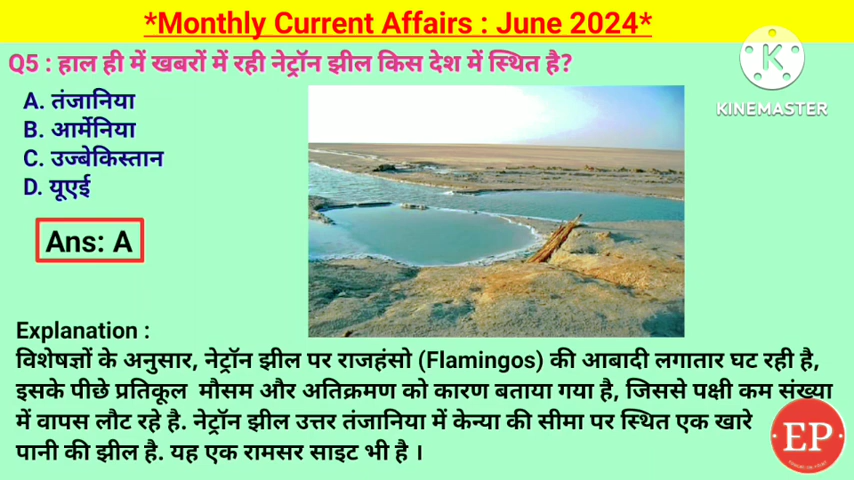 *Monthly Current Affairs : June 2024*
Q5 : हाल ही में खबरों में रही नेट्रॉन झील किस देश में स्थित है?
A. तंजानिया
B. आर्मेनिया
C. उज्बेकिस्तान
D. यूएई
Ans: A
K
KINEMASTER
Explanation :
विशेषज्ञों के अनुसार, नेट्रॉन झील पर राजहंसो (Flamingos) की आबादी लगातार घट रही है,
इसके पीछे प्रतिकूल मौसम और अतिक्रमण को कारण बताया गया है, जिससे पक्षी कम संख्या
में वापस लौट रहे है. नेट्रॉन झील उत्तर तंजानिया में केन्या की सीमा पर स्थित एक खारे
पानी की झील है. यह एक रामसर साइट भी है ।
EP